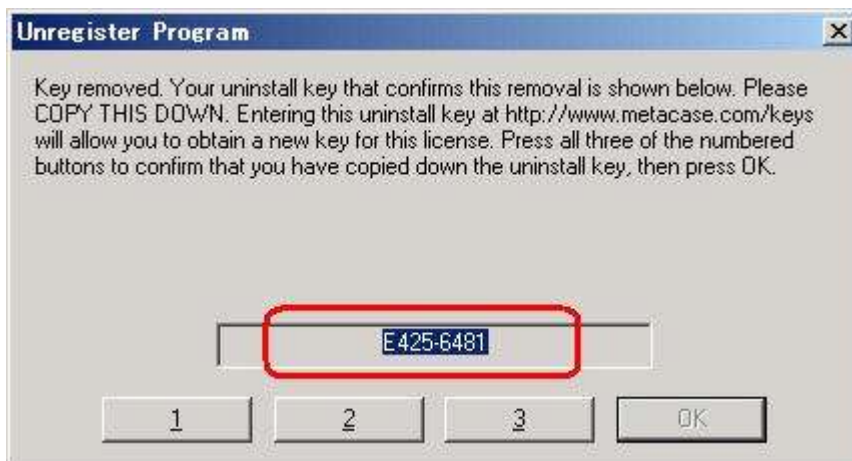 Unregister Program
Key removed. Your uninstall key that confirms this removal is shown below. Please
COPY THIS DOWN. Entering this uninstall key at http://www.metacase.com/keys
will allow you to obtain a new key for this license. Press all three of the numbered
buttons to confirm that you have copied down the uninstall key, then press OK.
E425-6481
1 2 3 OK